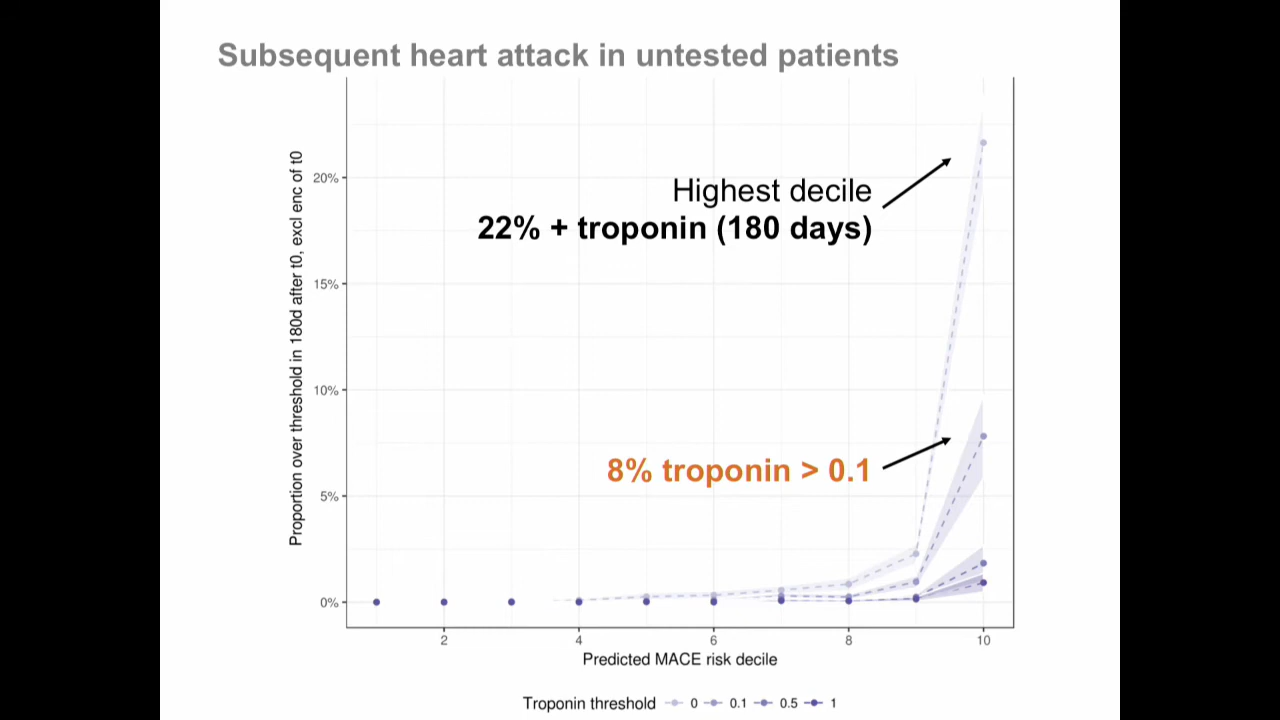 Subsequent heart attack in untested patients
Proportion over threshold in 180d after t0, excl enc of t0
20%
15%
10%
5%
0%
Highest decile
22% + troponin (180 days)
8% troponin > 0.1
2 4 6 8 10
Predicted MACE risk decile
Troponin threshold 0 0.1 0.5 1